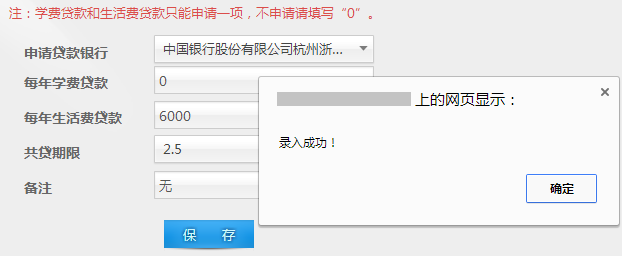 注：学费贷款和生活费贷款只能申请一项，不申请请填写“0”。
申请贷款银行
中国银行股份有限公司杭州浙...
每年学费贷款
0
每年生活费贷款
6000
共贷期限
2.5
备注
无
保 存
上的网页显示：
录入成功！
确定